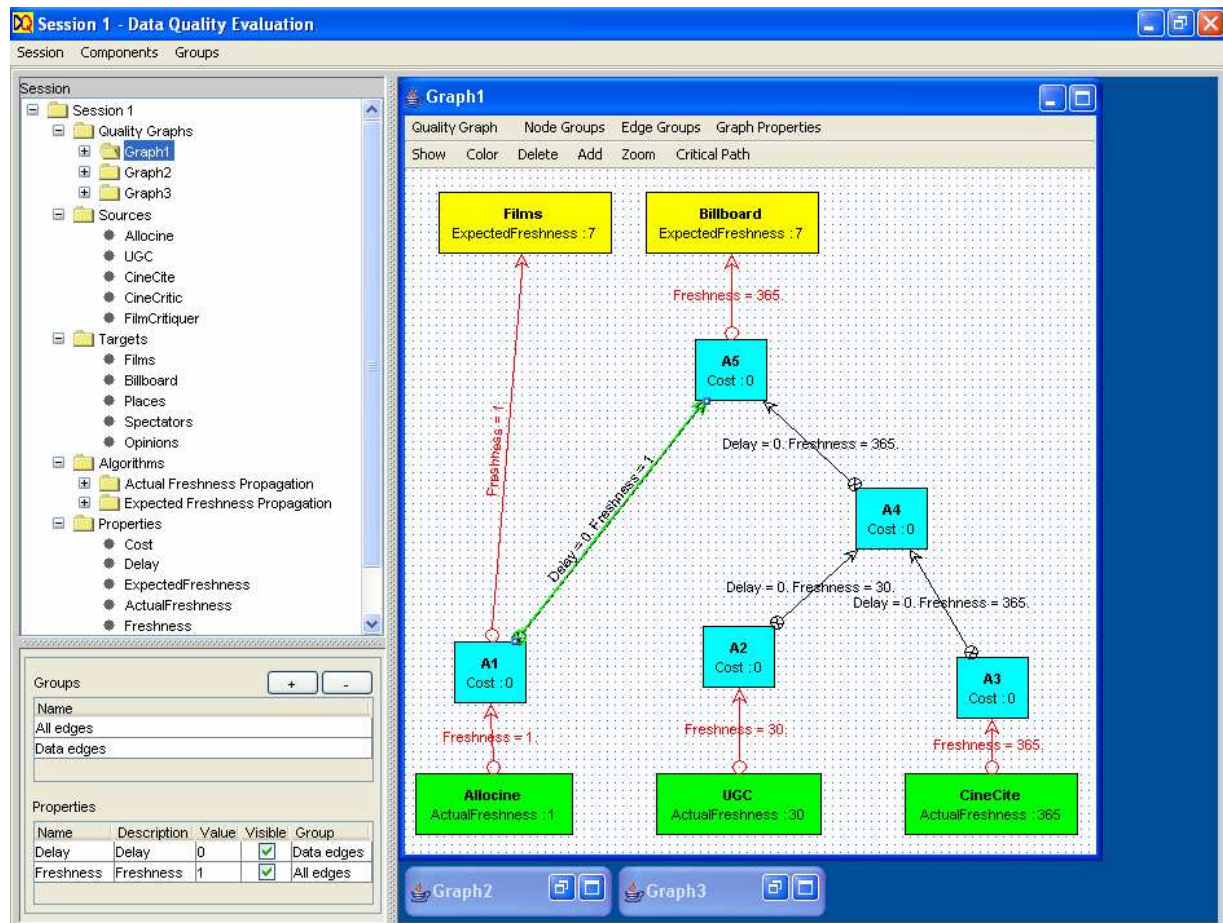 Session 1 - Data Quality Evaluation
Session Components Groups
Session
Session 1
Quality Graphs
Graph1
Graph2
Graph3
Sources
Allocine
UGC
CineCite
CineCritic
FilmCritiquer
Targets
Films
Billboard
Places
Spectators
Opinions
Algorithms
Actual Freshness Propagation
Expected Freshness Propagation
Properties
Cost
Delay
ExpectedFreshness
ActualFreshness
Freshness
Groups
+ -
Name
All edges
Data edges
Properties
Name Description Value Visible Group
Delay Delay 0 Data edges
Freshness Freshness 1 All edges
Graph1
Quality Graph Node Groups Edge Groups Graph Properties
Show Color Delete Add Zoom Critical Path
Films
ExpectedFreshness :7
Billboard
ExpectedFreshness :7
Freshness = 365.
A5
Cost :0
Freshness = 1.
Delay = 0. Freshness = 1.
Delay = 0. Freshness = 365.
A4
Cost :0
Delay = 0. Freshness = 30.
Delay = 0. Freshness = 365.
A1
Cost :0
A2
Cost :0
A3
Cost :0
Freshness = 1.
Freshness = 30.
Freshness = 365.
Allocine
ActualFreshness :1
UGC
ActualFreshness :30
CineCite
ActualFreshness :365
Graph2
Graph3